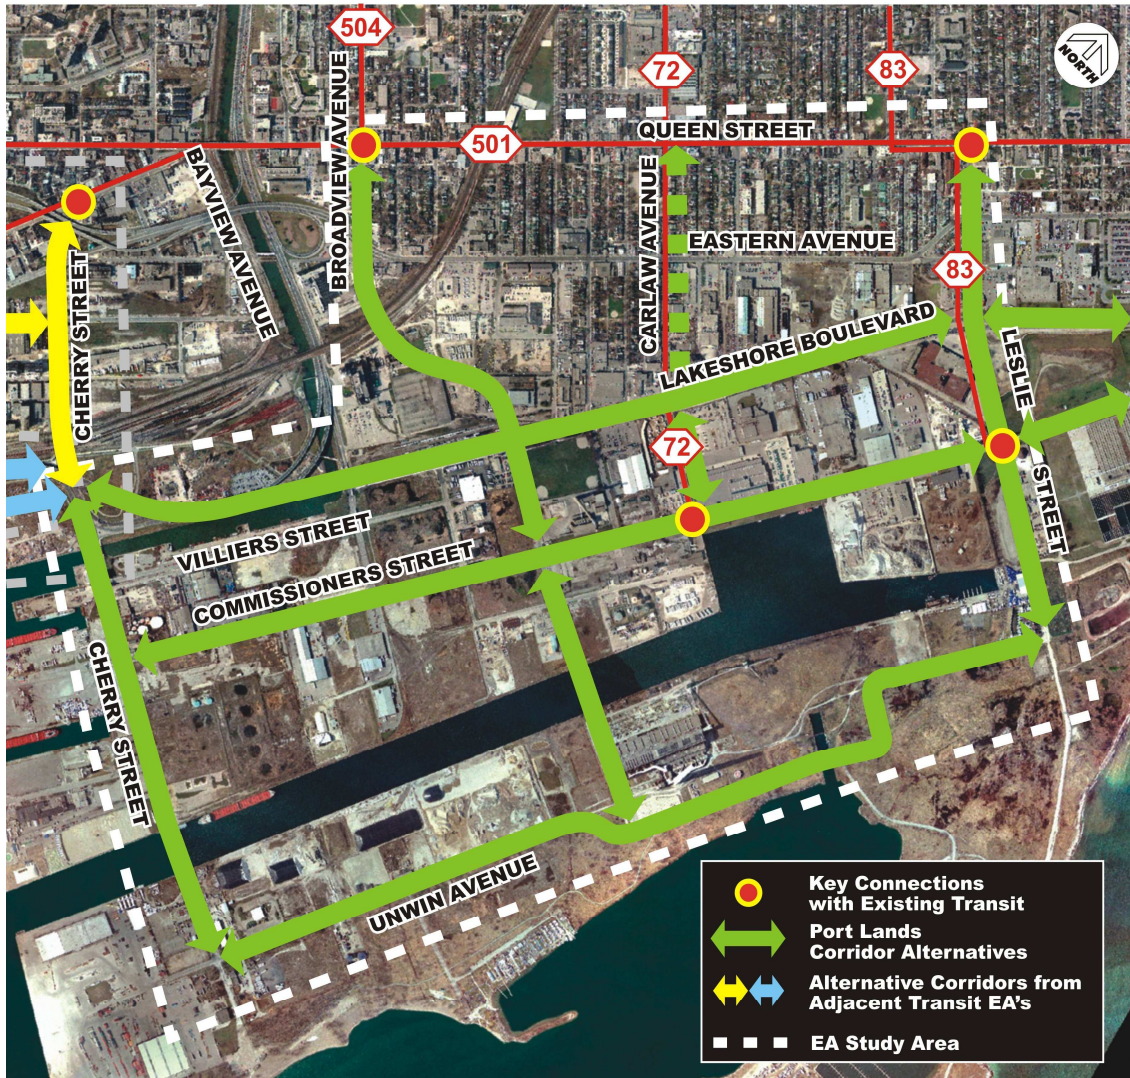 504
72
83
NORTH
QUEEN STREET
501
BROADVIEW AVENUE
BAYVIEW AVENUE
CARLAW AVENUE
EASTERN AVENUE
83
CHERRY STREET
LAKESHORE BOULEVARD
LESLIE
STREET
72
VILLIERS STREET
COMMISSIONERS STREET
CHERRY STREET
UNWIN AVENUE
Key Connections
with Existing Transit
Port Lands
Corridor Alternatives
Alternative Corridors from
Adjacent Transit EA's
EA Study Area